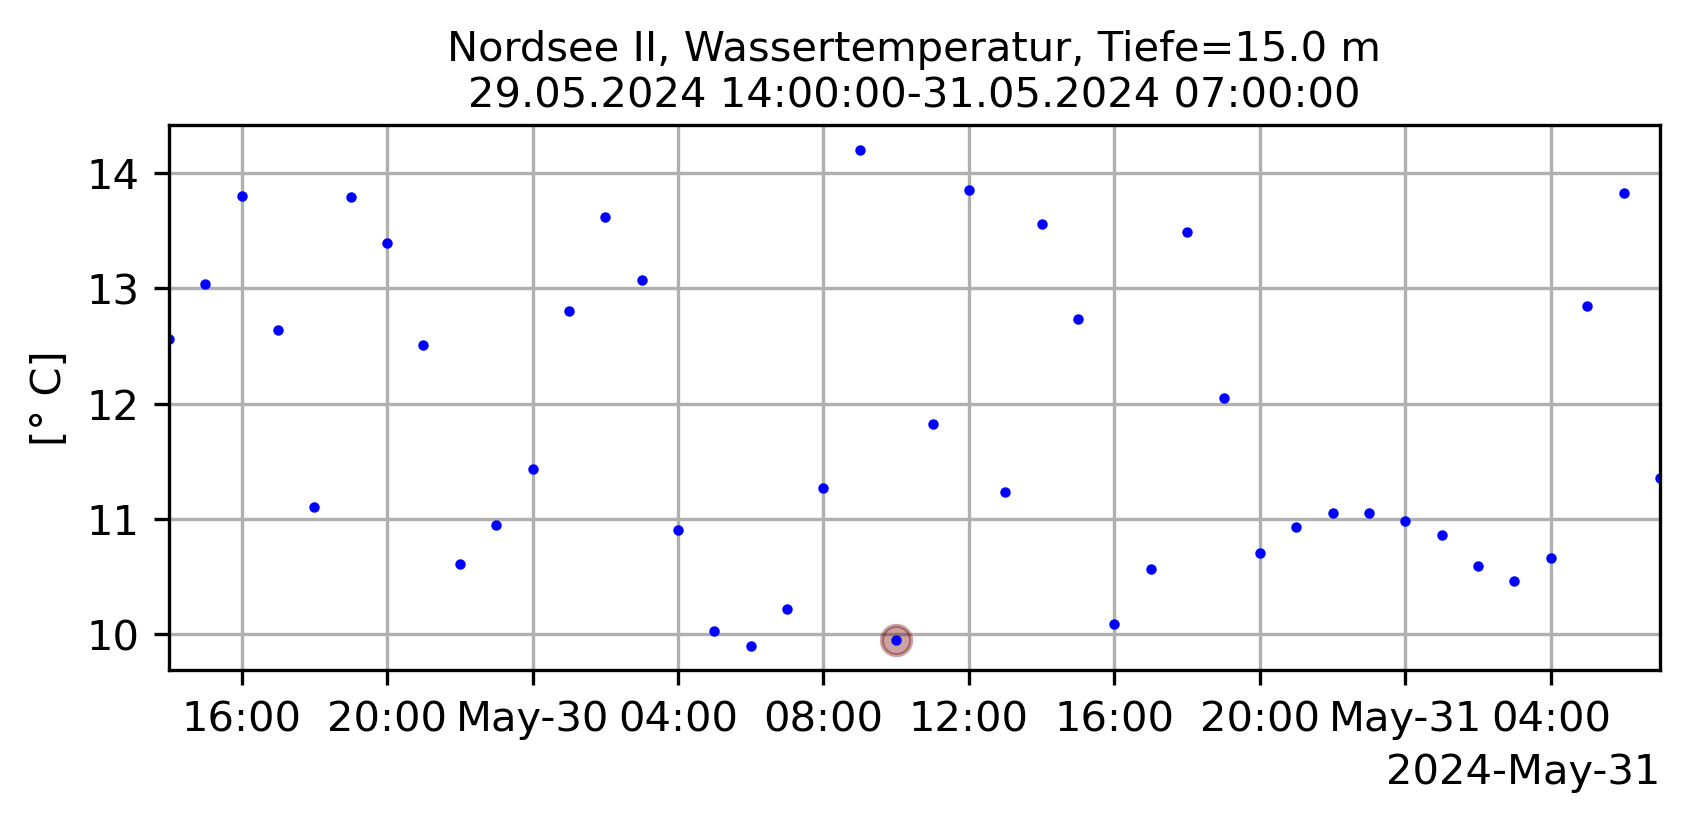 Nordsee II, Wassertemperatur, Tiefe=15.0 m
29.05.2024 14:00:00-31.05.2024 07:00:00
14
13
12
11
10
[° C]
16:00 20:00 May-30 04:00 08:00 12:00 16:00 20:00 May-31 04:00
2024-May-31